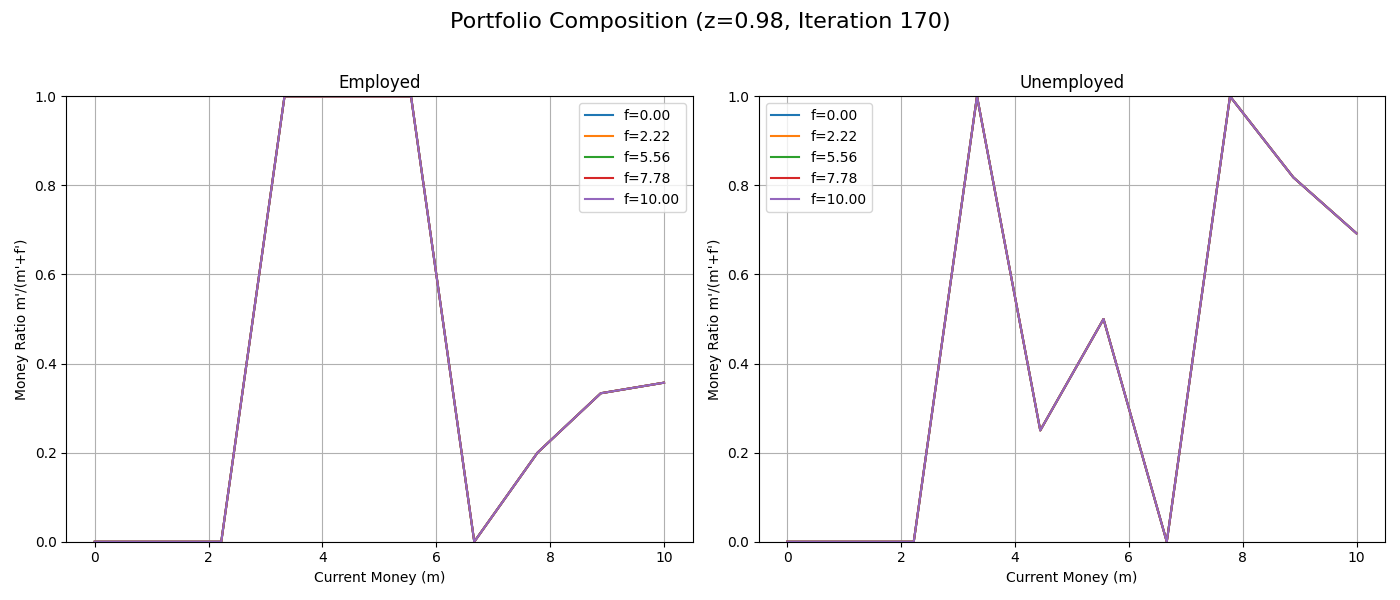 Portfolio Composition (z=0.98, Iteration 170)
Employed
Money Ratio m'/(m'+f')
1.0
0.8
0.6
0.4
0.2
0.0
f=0.00
f=2.22
f=5.56
f=7.78
f=10.00
0 2 4 6 8 10
Current Money (m)
Unemployed
Money Ratio m'/(m'+f')
1.0
0.8
0.6
0.4
0.2
0.0
f=0.00
f=2.22
f=5.56
f=7.78
f=10.00
0 2 4 6 8 10
Current Money (m)